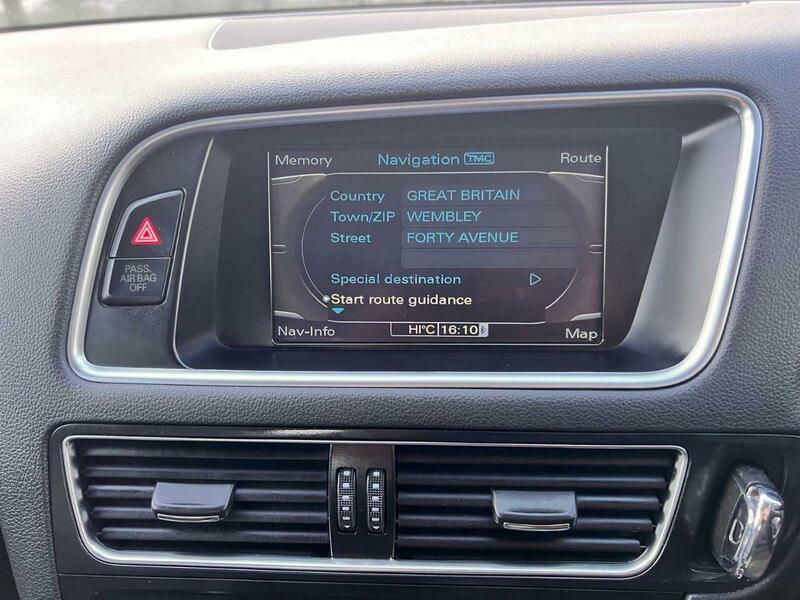 Memory Navigation TMC Route
Country GREAT BRITAIN
Town/ZIP WEMBLEY
Street FORTY AVENUE
Special destination
Start route guidance
Nav-Info HI°C 16:10 Map
PASS.
AIR BAG
OFF